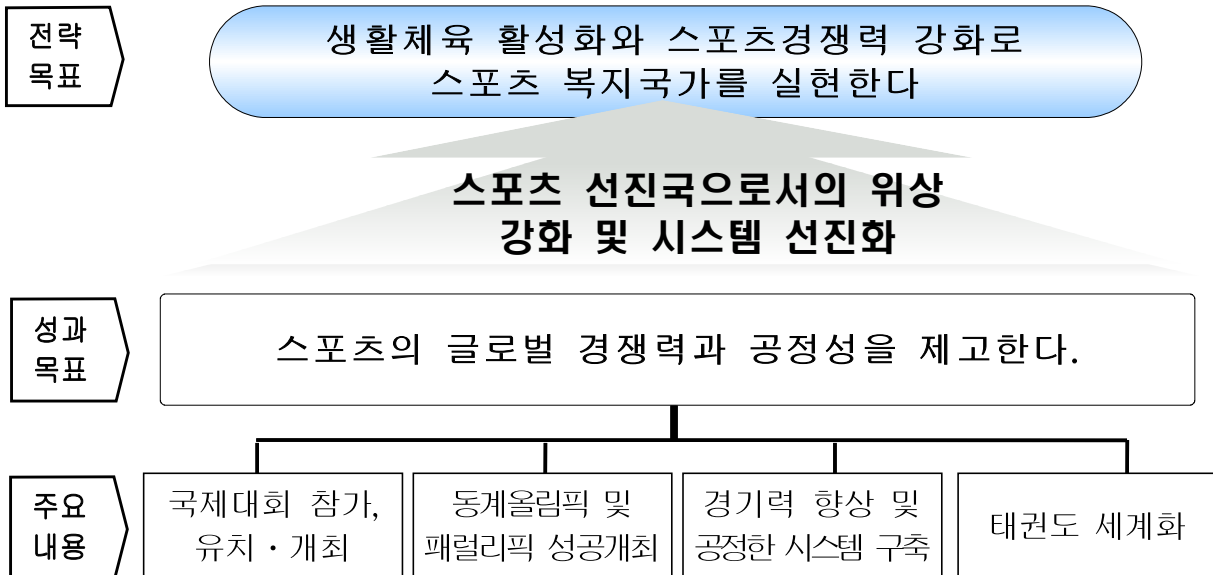 전략
목표
생활체육 활성화와 스포츠경쟁력 강화로
스포츠 복지국가를 실현한다
스포츠 선진국으로서의 위상
강화 및 시스템 선진화
성과
목표
스포츠의 글로벌 경쟁력과 공정성을 제고한다.
주요
내용
국제대회 참가,
유치·개최
동계올림픽 및
패럴리픽 성공개최
경기력 향상 및
공정한 시스템 구축
태권도 세계화